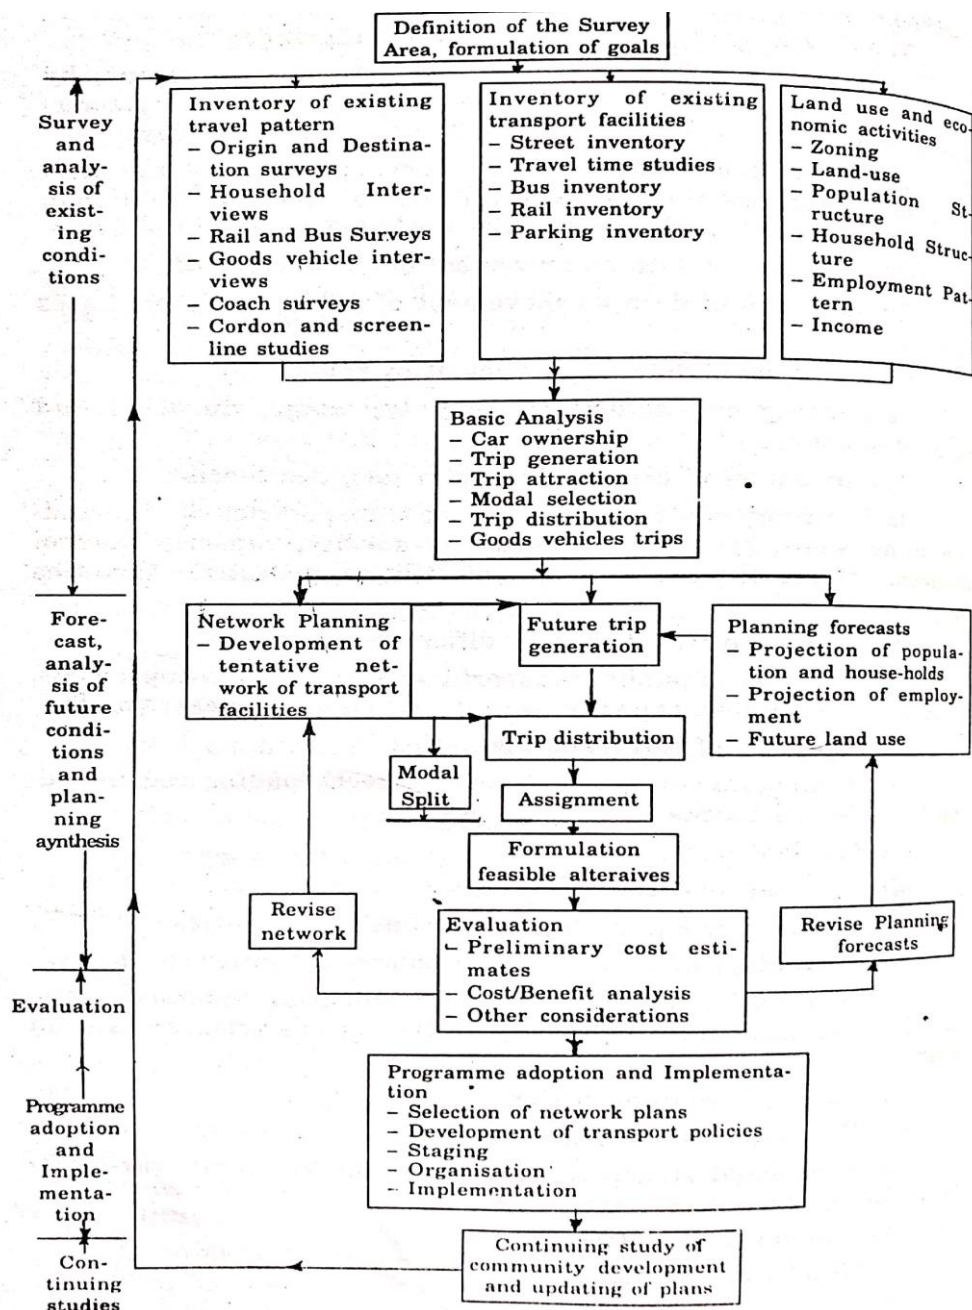 Definition of the Survey
Area, formulation of goals
Survey
and
analy-
sis of
exist-
ing
condi-
tions
Inventory of existing
travel pattern
– Origin and Destina-
tion surveys
– Household Inter-
views
– Rail and Bus Surveys
– Goods vehicle inter-
views
– Coach surveys
– Cordon and screen-
line studies
Inventory of existing
transport facilities
– Street inventory
– Travel time studies
– Bus inventory
– Rail inventory
– Parking inventory
Land use and eco-
nomic activities
– Zoning
– Land-use
– Population St-
ructure
– Household Struc-
ture
– Employment Pat-
tern
– Income
Basic Analysis
– Car ownership
– Trip generation
– Trip attraction
– Modal selection
– Trip distribution
– Goods vehicles trips
Fore-
cast,
analy-
sis of
future
condi-
tions
and
plan-
ning
aynthesis
Network Planning
– Development of
tentative net-
work of transport
facilities
Future trip
generation
Planning forecasts
– Projection of popula-
tion and house-holds
– Projection of employ-
ment
– Future land use
Trip distribution
Modal
Split
Assignment
Formulation
feasible alteraives
Revise
network
Evaluation
– Preliminary cost esti-
mates
– Cost/Benefit analysis
– Other considerations
Revise Planning
forecasts
Evaluation
Programme
adoption
and
Imple-
menta-
tion
Programme adoption and Implementa-
tion
– Selection of network plans
– Development of transport policies
– Staging
– Organisation
– Implementation
Con-
tinuing
studies
Continuing study of
community development
and updating of plans